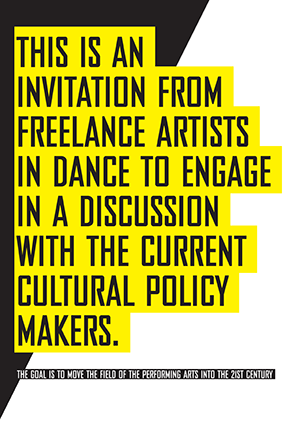 THIS IS AN
INVITATION FROM
FREELANCE ARTISTS
IN DANCE TO ENGAGE
IN A DISCUSSION
WITH THE CURRENT
CULTURAL POLICY
MAKERS.
THE GOAL IS TO MOVE THE FIELD OF THE PERFORMING ARTS INTO THE 21ST CENTURY